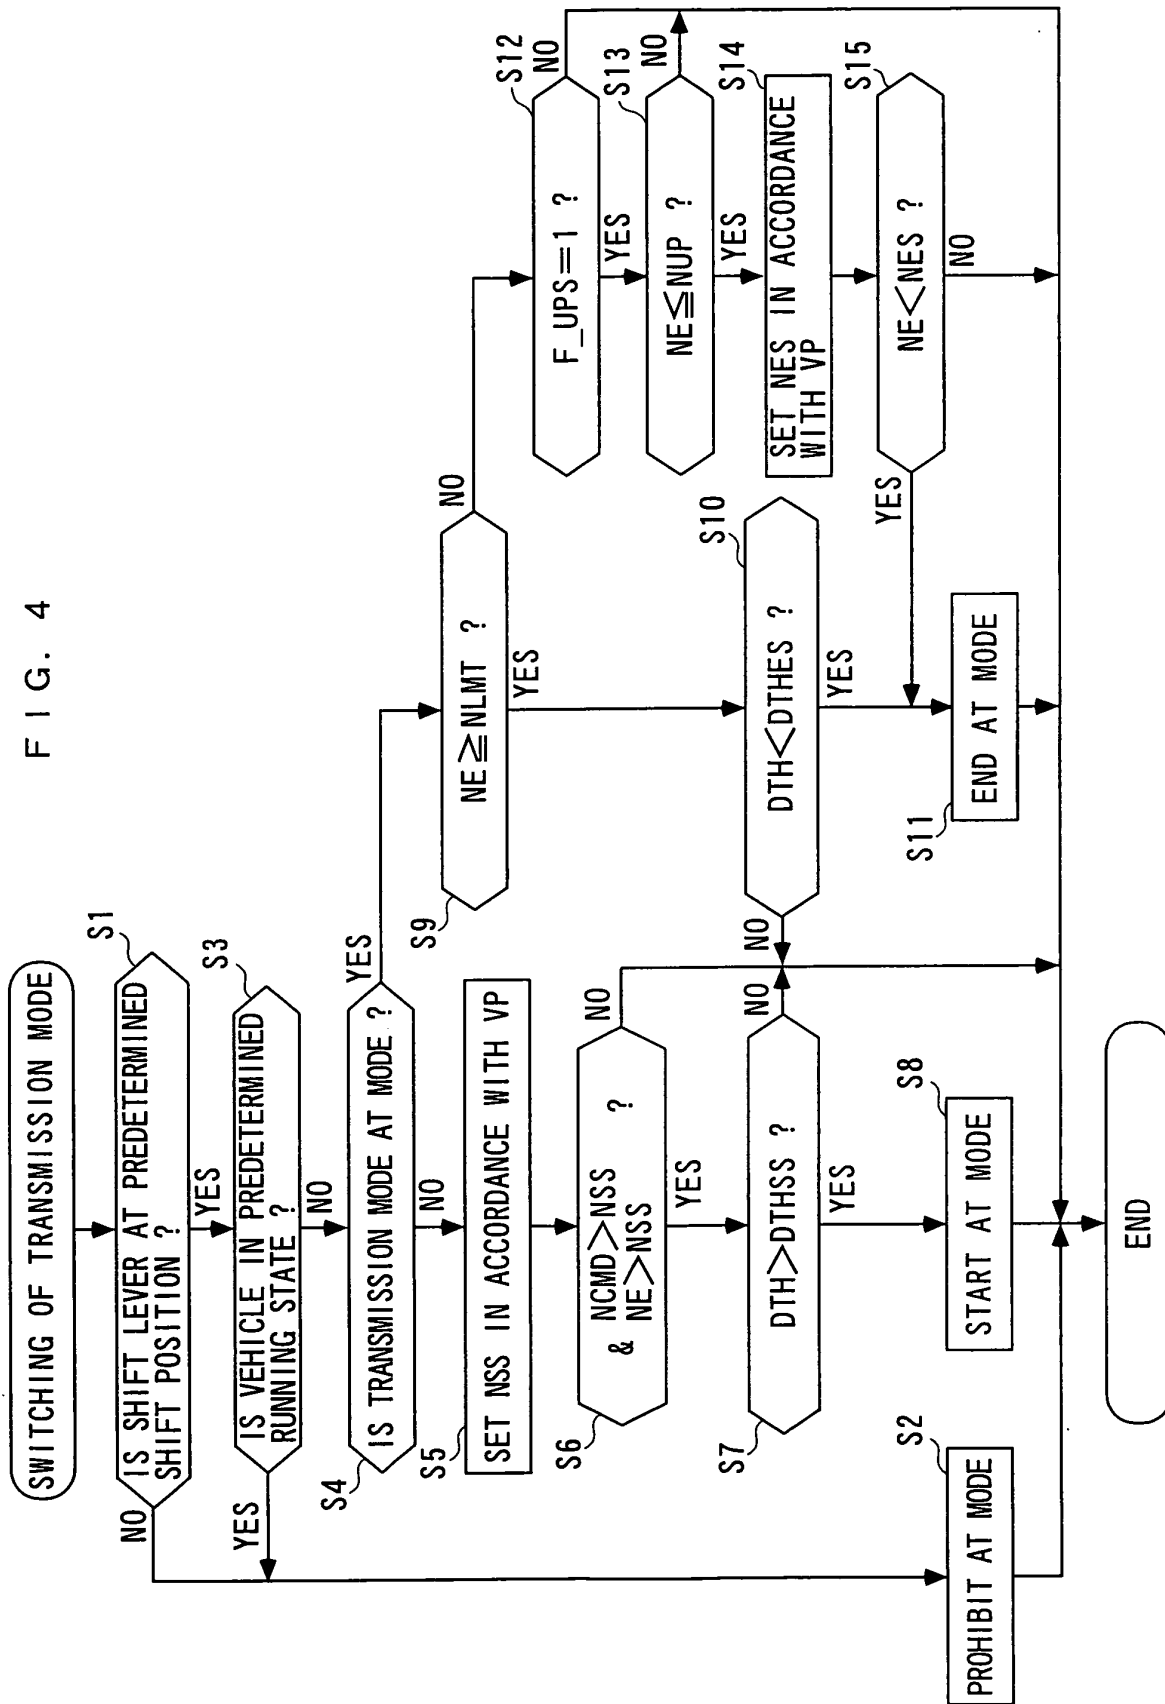 FIG. 4
SWITCHING OF TRANSMISSION MODE
S1
IS SHIFT LEVER AT PREDETERMINED
SHIFT POSITION ?
NO
YES
S3
IS VEHICLE IN PREDETERMINED
RUNNING STATE ?
YES
NO
S4
IS TRANSMISSION MODE AT MODE ?
YES
NO
S5
SET NSS IN ACCORDANCE WITH VP
S6
NCMD>NSS
& NE>NSS ?
NO
YES
S7
DTH>DTHSS ?
NO
YES
S8
START AT MODE
S2
PROHIBIT AT MODE
S9
NE≧NLMT ?
NO
YES
S10
DTH<DTHES ?
NO
YES
S11
END AT MODE
S12
F_UPS=1 ?
NO
YES
S13
NE≦NUP ?
NO
YES
S14
SET NES IN ACCORDANCE
WITH VP
S15
NE<NES ?
YES
NO
END